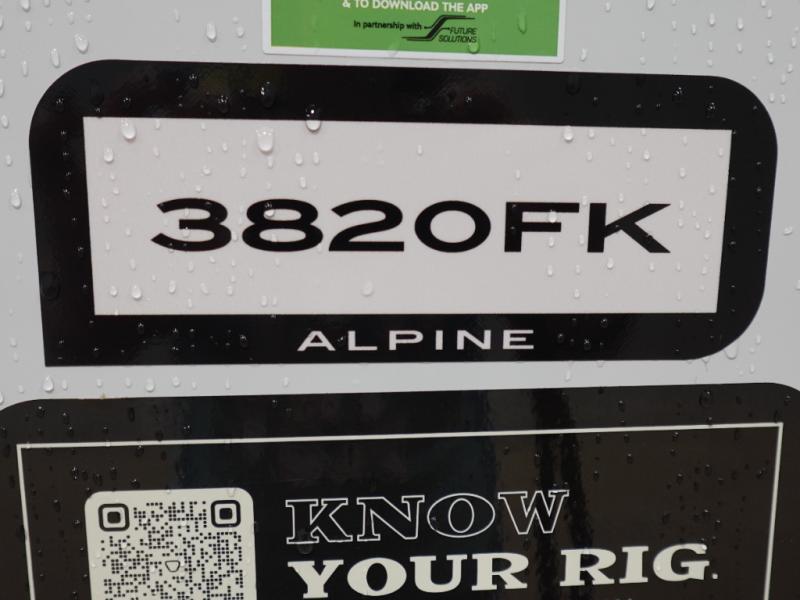 & TO DOWNLOAD THE APP
In partnership with FUTURE SOLUTIONS
3820FK
ALPINE
KNOW
YOUR RIG.